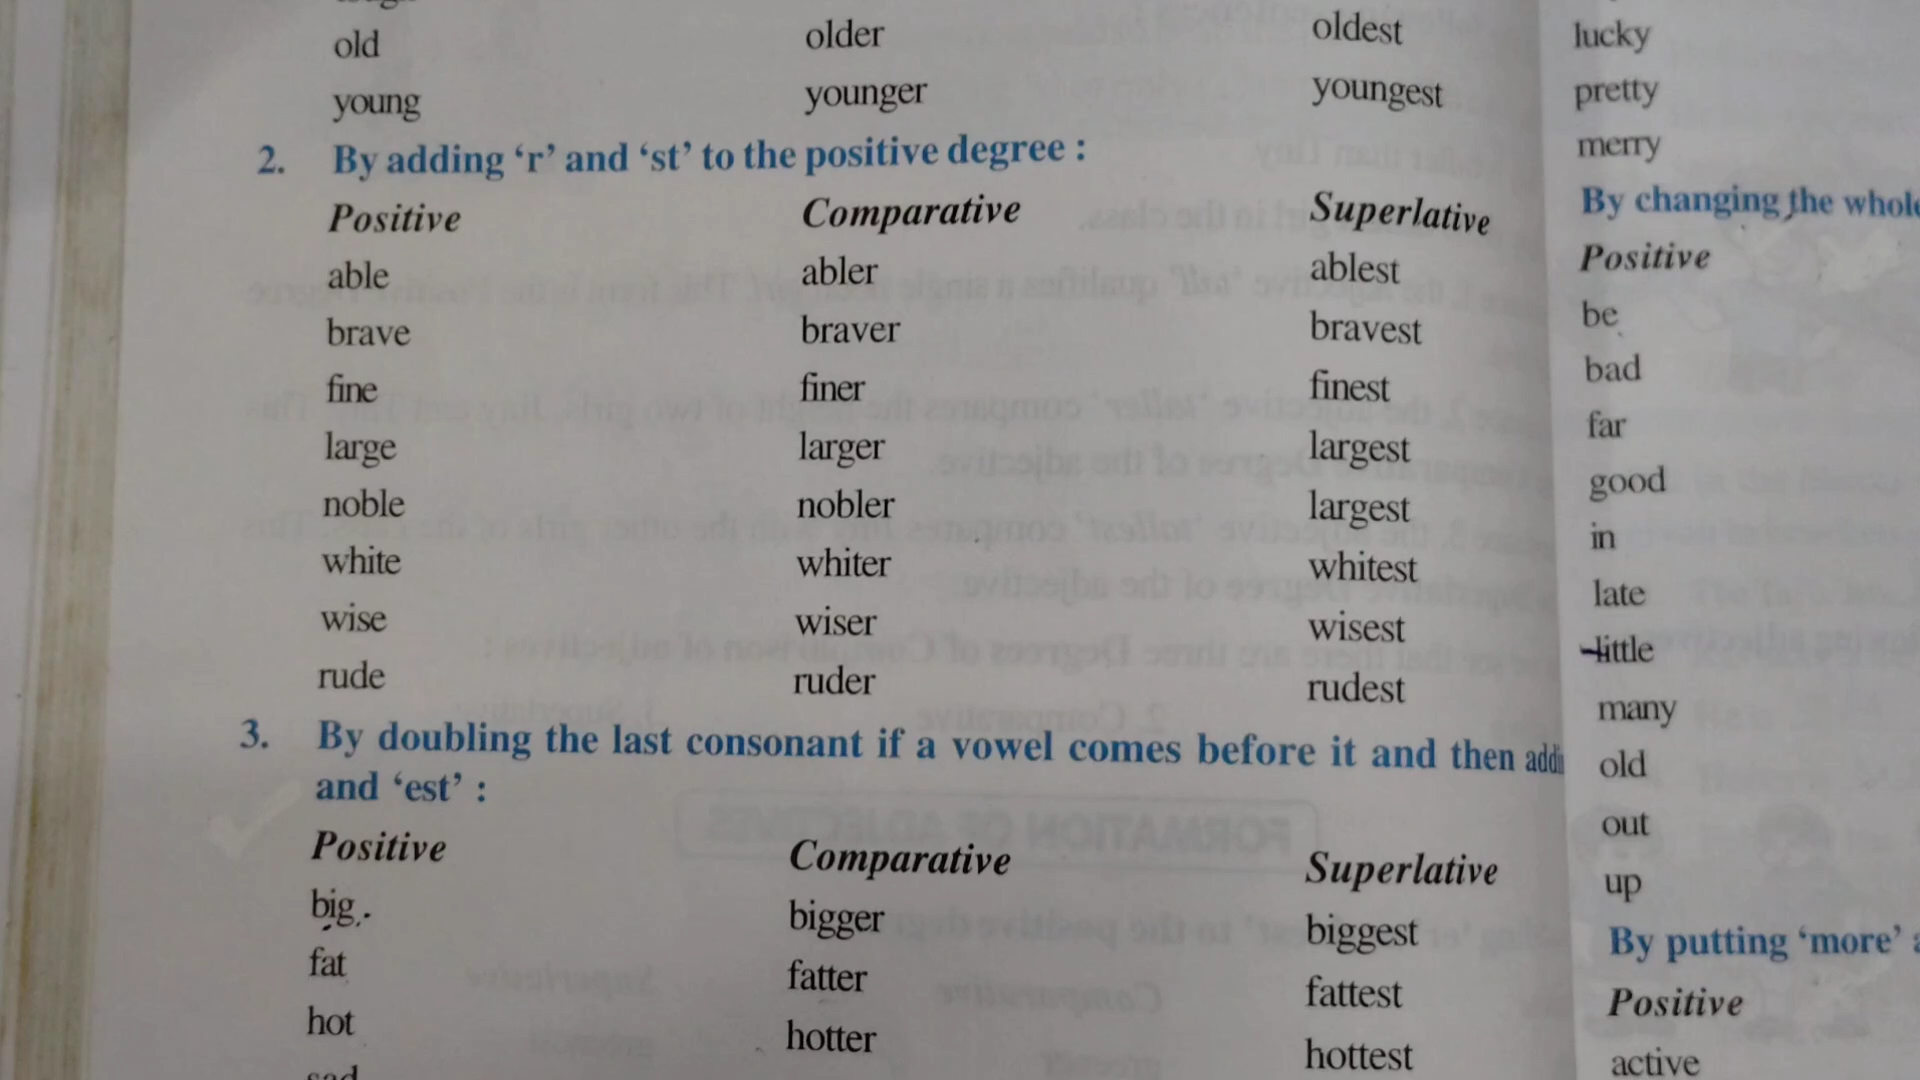 old older oldest
young younger youngest
2. By adding ‘r’ and ‘st’ to the positive degree :
Positive Comparative Superlative
able abler ablest
brave braver bravest
fine finer finest
large larger largest
noble nobler largest
white whiter whitest
wise wiser wisest
rude ruder rudest
3. By doubling the last consonant if a vowel comes before it and then
and ‘est’ :
Positive Comparative Superlative
big bigger biggest
fat fatter fattest
hot hotter hottest
sad
lucky
pretty
merry
By changing the whole
Positive
be
bad
far
good
in
late
little
many
old
out
up
By putting ‘more’
Positive
active